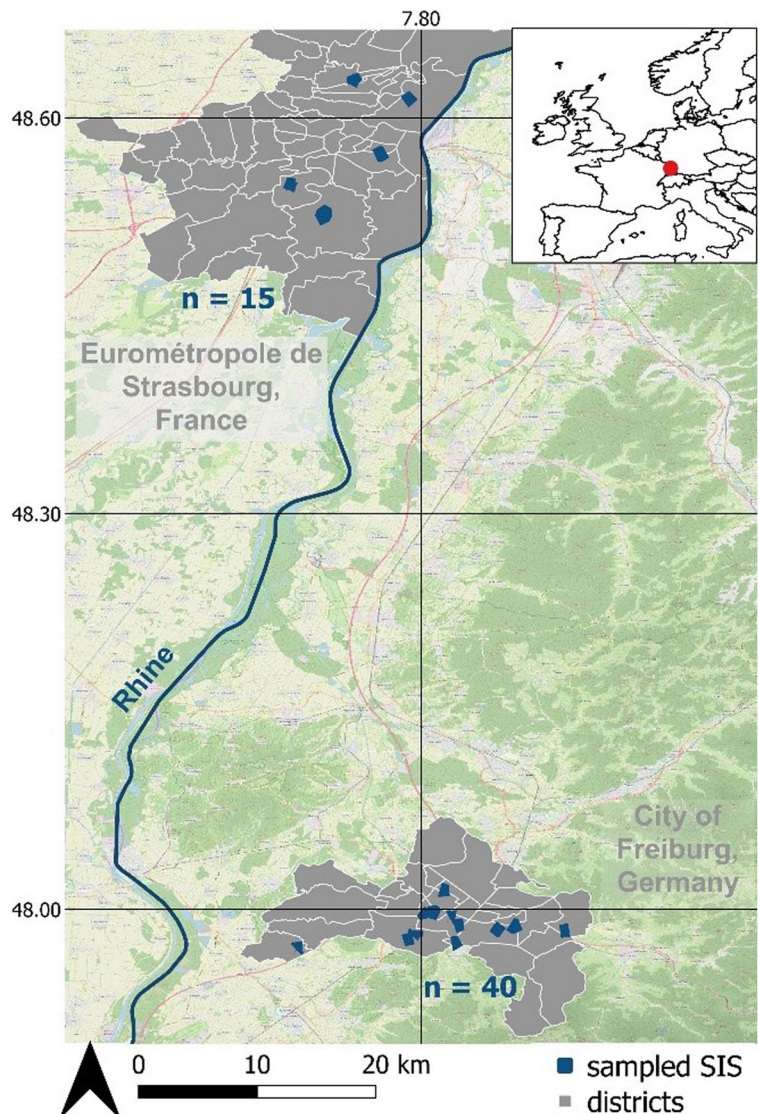 7.80
48.60
n = 15
Eurométropole de
Strasbourg,
France
48.30
Rhine
City of
Freiburg,
Germany
48.00
n = 40
0 10 20 km
sampled SIS
districts